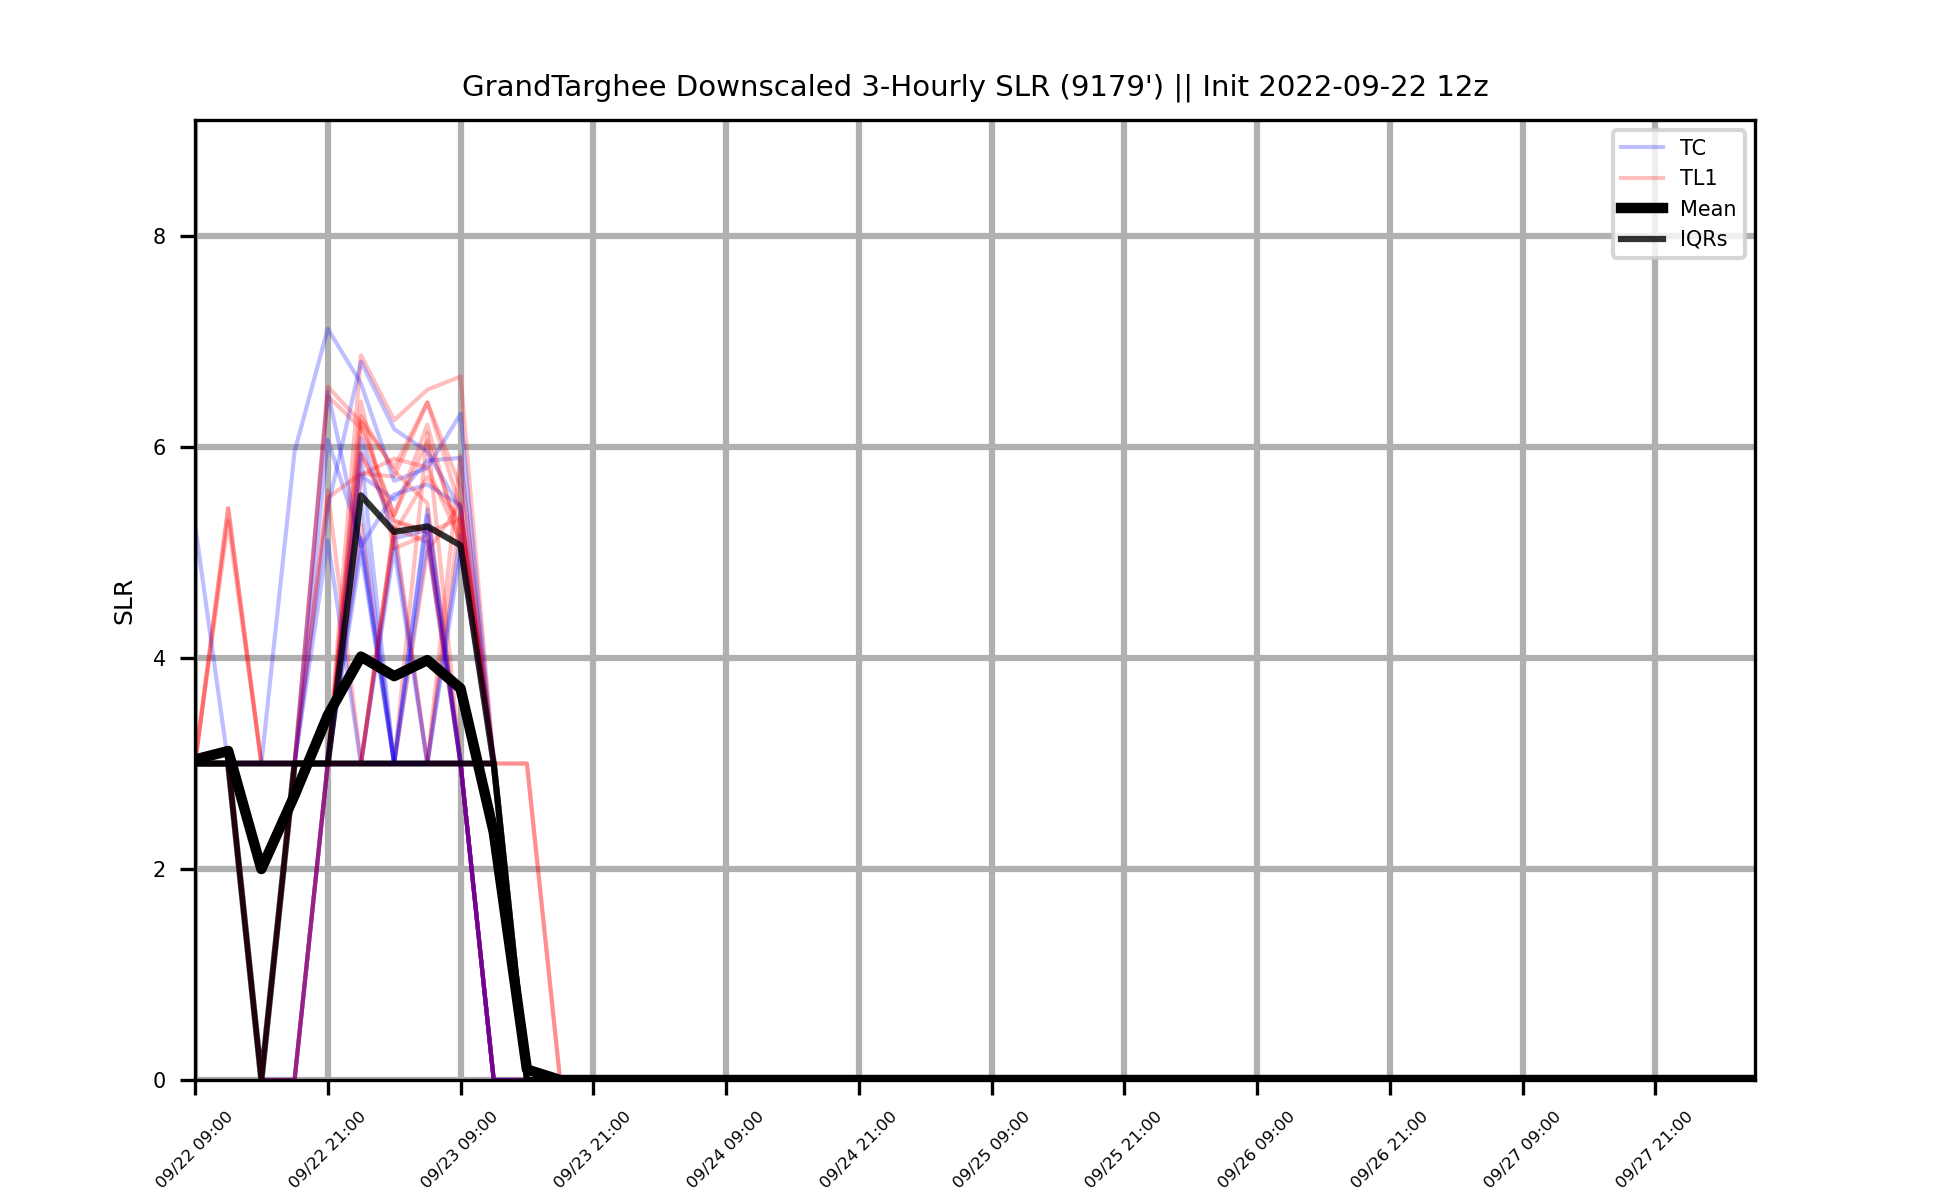 GrandTarghee Downscaled 3-Hourly SLR (9179') || Init 2022-09-22 12z
TC
TL1
Mean
IQRs
SLR
8
6
4
2
0
09/22 09:00
09/22 21:00
09/23 09:00
09/23 21:00
09/24 09:00
09/24 21:00
09/25 09:00
09/25 21:00
09/26 09:00
09/26 21:00
09/27 09:00
09/27 21:00